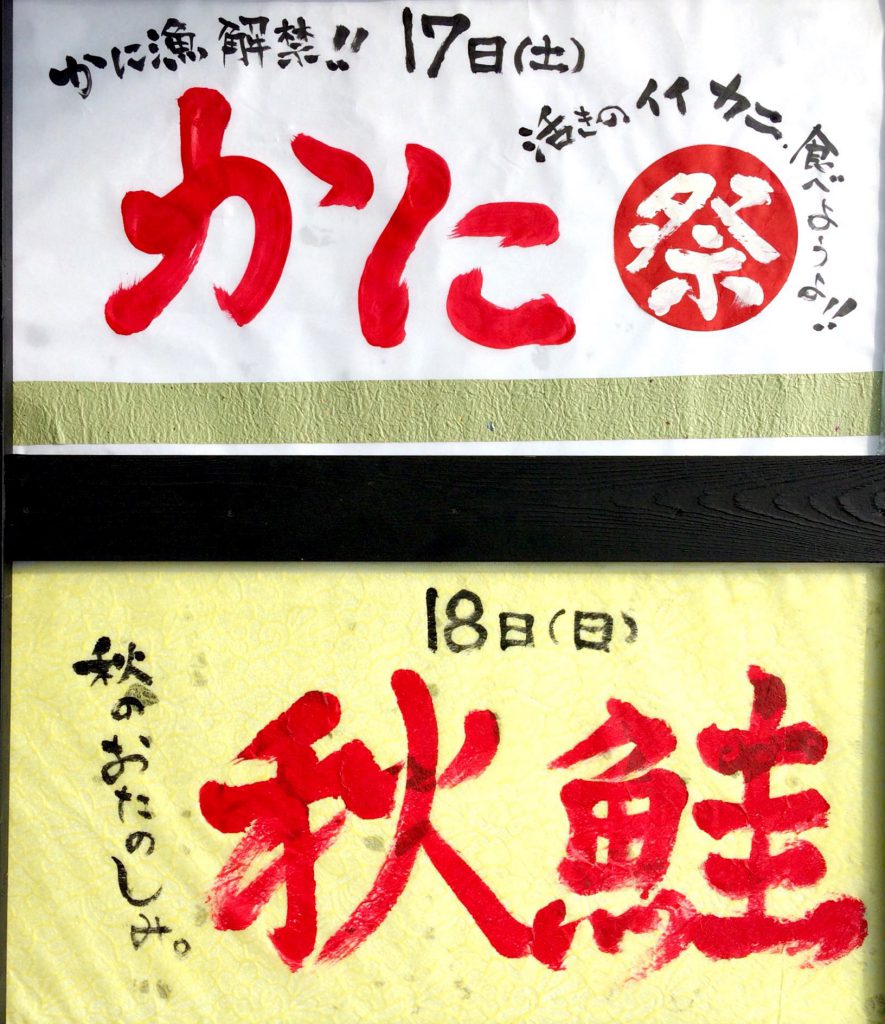 かに漁 解禁!! 17日(土)
活きのイイ カニ、食べようよ!!
かに祭
18日(日)
秋鮭
秋のおたのしみ。